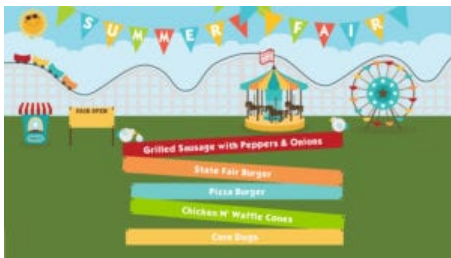 SUMMER FAIR
FAIR OPEN
Grilled Sausage with Peppers & Onions
State Fair Burger
Pizza Burger
Chicken N' Waffle Cones
Corn Dogs